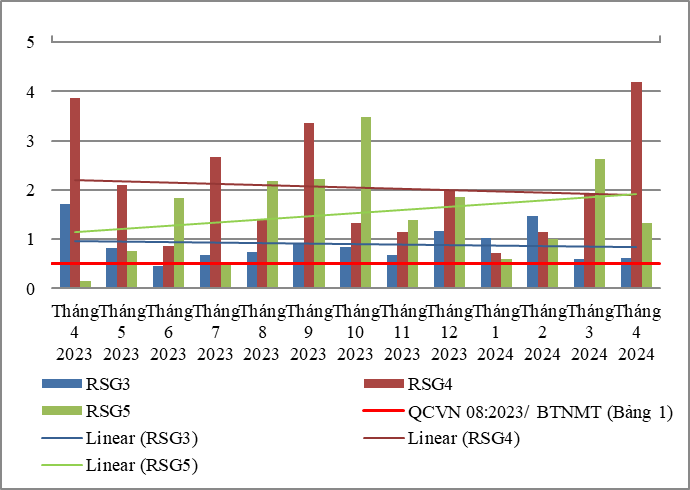 5
4
3
2
1
0
Tháng Tháng Tháng Tháng Tháng Tháng Tháng Tháng Tháng Tháng Tháng Tháng Tháng
4 5 6 7 8 9 10 11 12 1 2 3 4
2023 2023 2023 2023 2023 2023 2023 2023 2023 2024 2024 2024 2024
RSG3 RSG4
RSG5 QCVN 08:2023/ BTNMT (Bảng 1)
Linear (RSG3) Linear (RSG4)
Linear (RSG5)